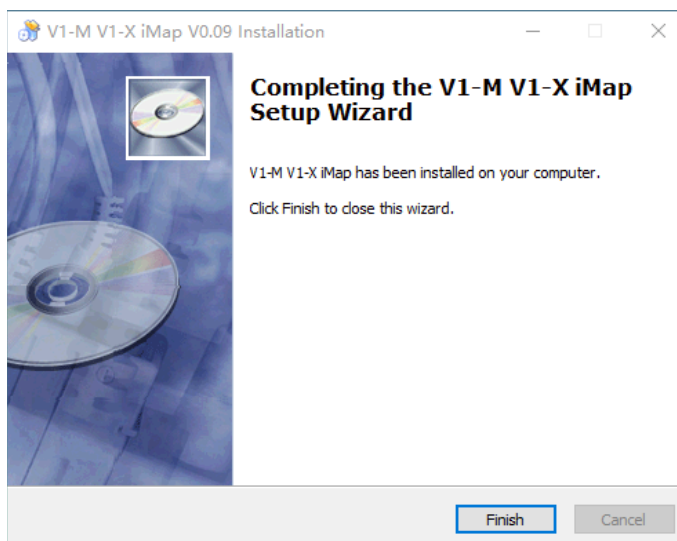 V1-M V1-X iMap V0.09 Installation
Completing the V1-M V1-X iMap
Setup Wizard
V1-M V1-X iMap has been installed on your computer.
Click Finish to close this wizard.
Finish
Cancel